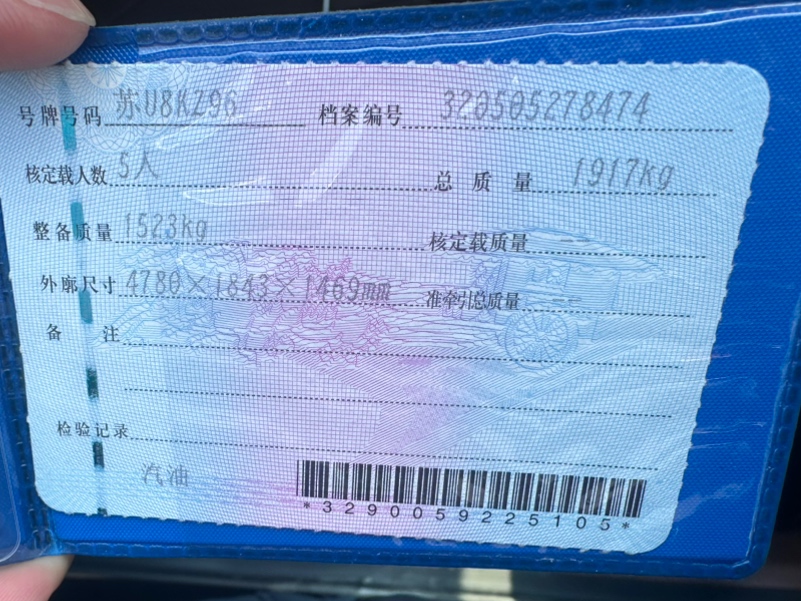 号牌号码 苏U8KZ96 档案编号 320505278474
核定载人数 5人 总质量 1917kg
整备质量 1523kg 核定载质量 --
外廓尺寸 4780×1843×1469mm 准牵引总质量 --
备注
检验记录
汽油
*3290059225105*